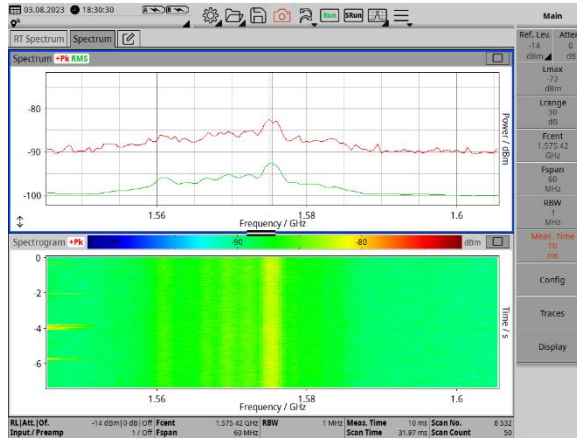 03.08.2023 18:30:30
Run SRun
Main
RT Spectrum Spectrum
Ref. Lev. Atten
-14 0
dBm dB
Spectrum +Pk RMS
Lmax
-72
dBm
-80
-90
-100
Power / dBm
Lrange
30
dB
Fcent
1.575 42
GHz
1.56 1.58 1.6
Frequency / GHz
Fspan
60
MHz
RBW
1
MHz
Spectrogram +Pk -90 -80 dBm
Meas. Time
10
ms
0
-2
-4
-6
Time / s
Config
Traces
Display
1.56 1.58 1.6
Frequency / GHz
RL|Att.|Of. -14 dBm|0 dB|Off Fcent 1.575 42 GHz RBW 1 MHz Meas. Time 10 ms Scan No. 8 532
Input / Preamp 1 / Off Fspan 60 MHz Scan Time 31.97 ms Scan Count 50